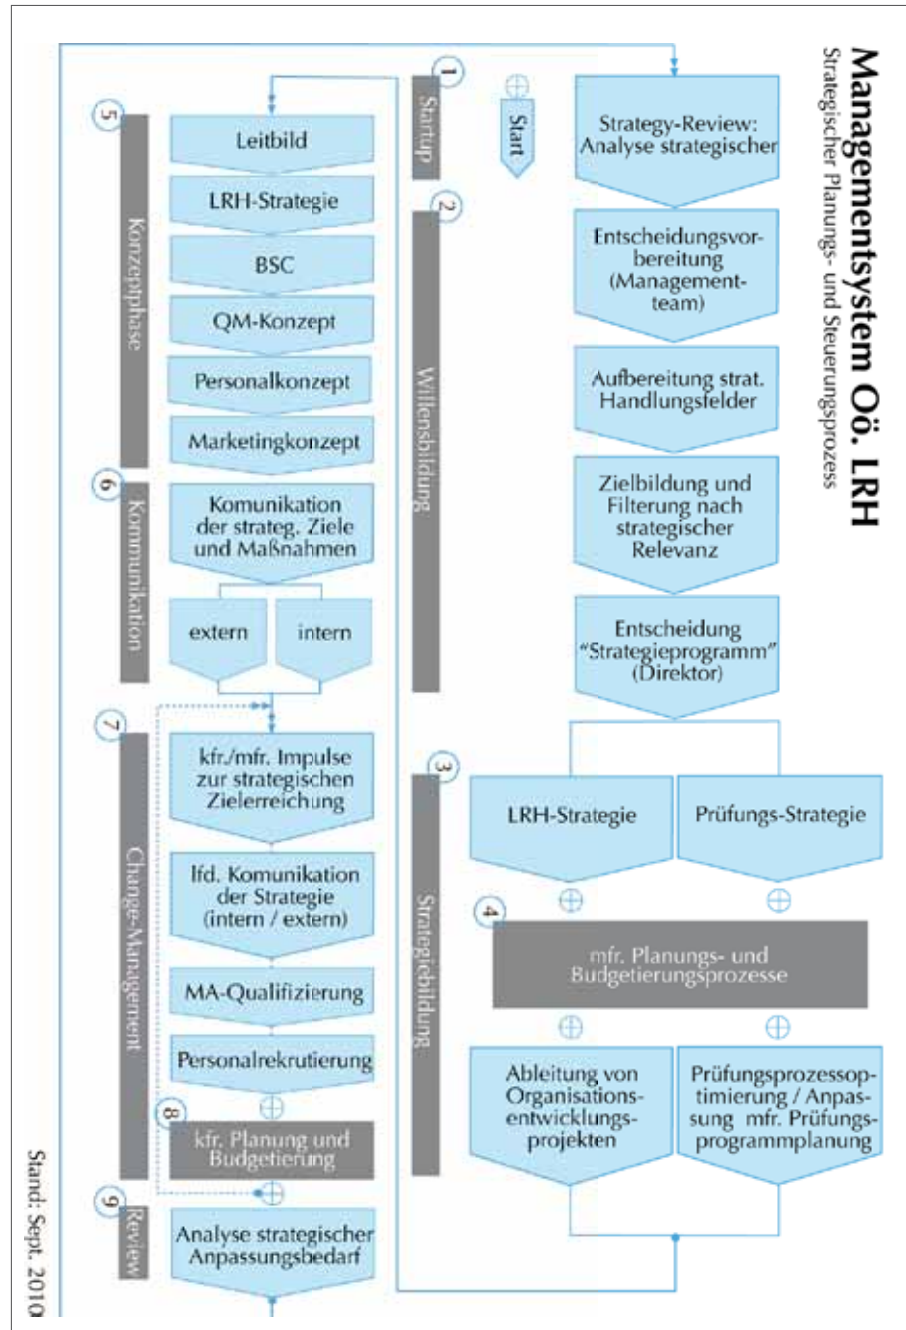 Managementsystem Oö. LRH
Strategischer Planungs- und Steuerungsprozess
1
Startup
Start
Strategy-Review:
Analyse strategischer
2
Willensbildung
Entscheidungsvor-
bereitung
(Management-
team)
Aufbereitung strat.
Handlungsfelder
Zielbildung und
Filterung nach
strategischer
Relevanz
Entscheidung
“Strategieprogramm”
(Direktor)
3
Strategiebildung
LRH-Strategie
Prüfungs-Strategie
4
mfr. Planungs- und
Budgetierungsprozesse
Ableitung von
Organisations-
entwicklungs-
projekten
Prüfungsprozessop-
timierung / Anpas-
sung mfr. Prüfungs-
programmplanung
5
Konzeptphase
Leitbild
LRH-Strategie
BSC
QM-Konzept
Personalkonzept
Marketingkonzept
6
Kommunikation
Komunikation
der strateg. Ziele
und Maßnahmen
extern
intern
7
Change-Management
kfr./mfr. Impulse
zur strategischen
Zielerreichung
lfd. Komunikation
der Strategie
(intern / extern)
MA-Qualifizierung
Personalrekrutierung
8
kfr. Planung und
Budgetierung
9
Review
Analyse strategischer
Anpassungsbedarf
Stand: Sept. 2010